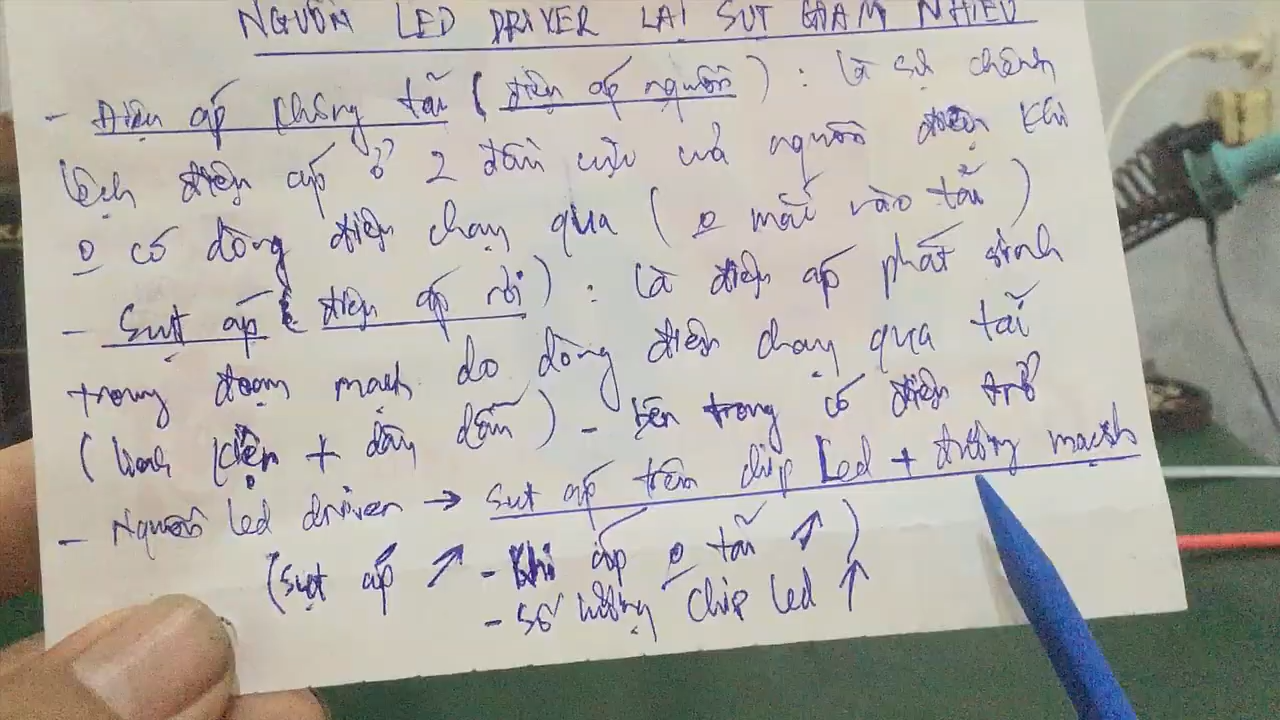 NGUỒN LED DRIVER LẠI SỤT GIẢM NHIỀU
- Điện áp không tải (điện áp nguồn) : là sự chênh
lệch điện áp ở 2 đầu cực của nguồn điện khi
o có dòng điện chạy qua (o mắc vào tải)
- Sụt áp (điện áp rơi) : là điện áp phát sinh
trong đoạn mạch do dòng điện chạy qua tải
(linh kiện + dây dẫn) - bên trong có điện trở
- Nguồn led driver → sụt áp trên chip Led + đường mạch
(sụt áp ↗ - khi áp o tải ↗)
- số lượng chip led ↑